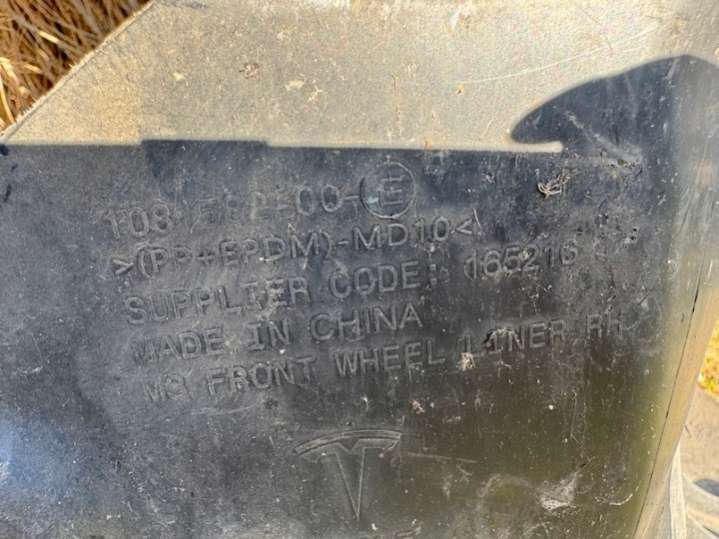 >(PP+EPDM)-MD10<
SUPPLIER CODE: 165216
MADE IN CHINA
M3 FRONT WHEEL LINER RH